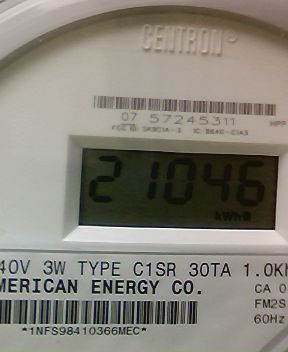 CENTRON
07 57245311
21046
kWhR
40V 3W TYPE C1SR 30TA 1.0K
MERICAN ENERGY CO.
CA 0
FM2S
60Hz
*1NFS98410366MEC*